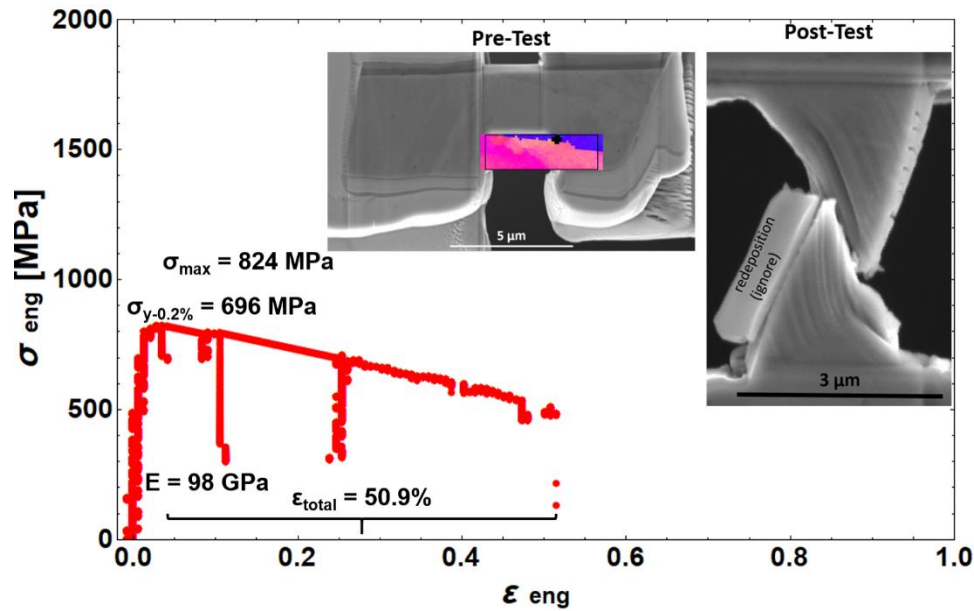 2000
1500
1000
500
0
σ eng [MPa]
Pre-Test
5 µm
Post-Test
redeposition
(ignore)
3 µm
σmax = 824 MPa
σy-0.2% = 696 MPa
E = 98 GPa
εtotal = 50.9%
0.0 0.2 0.4 0.6 0.8 1.0
ε eng